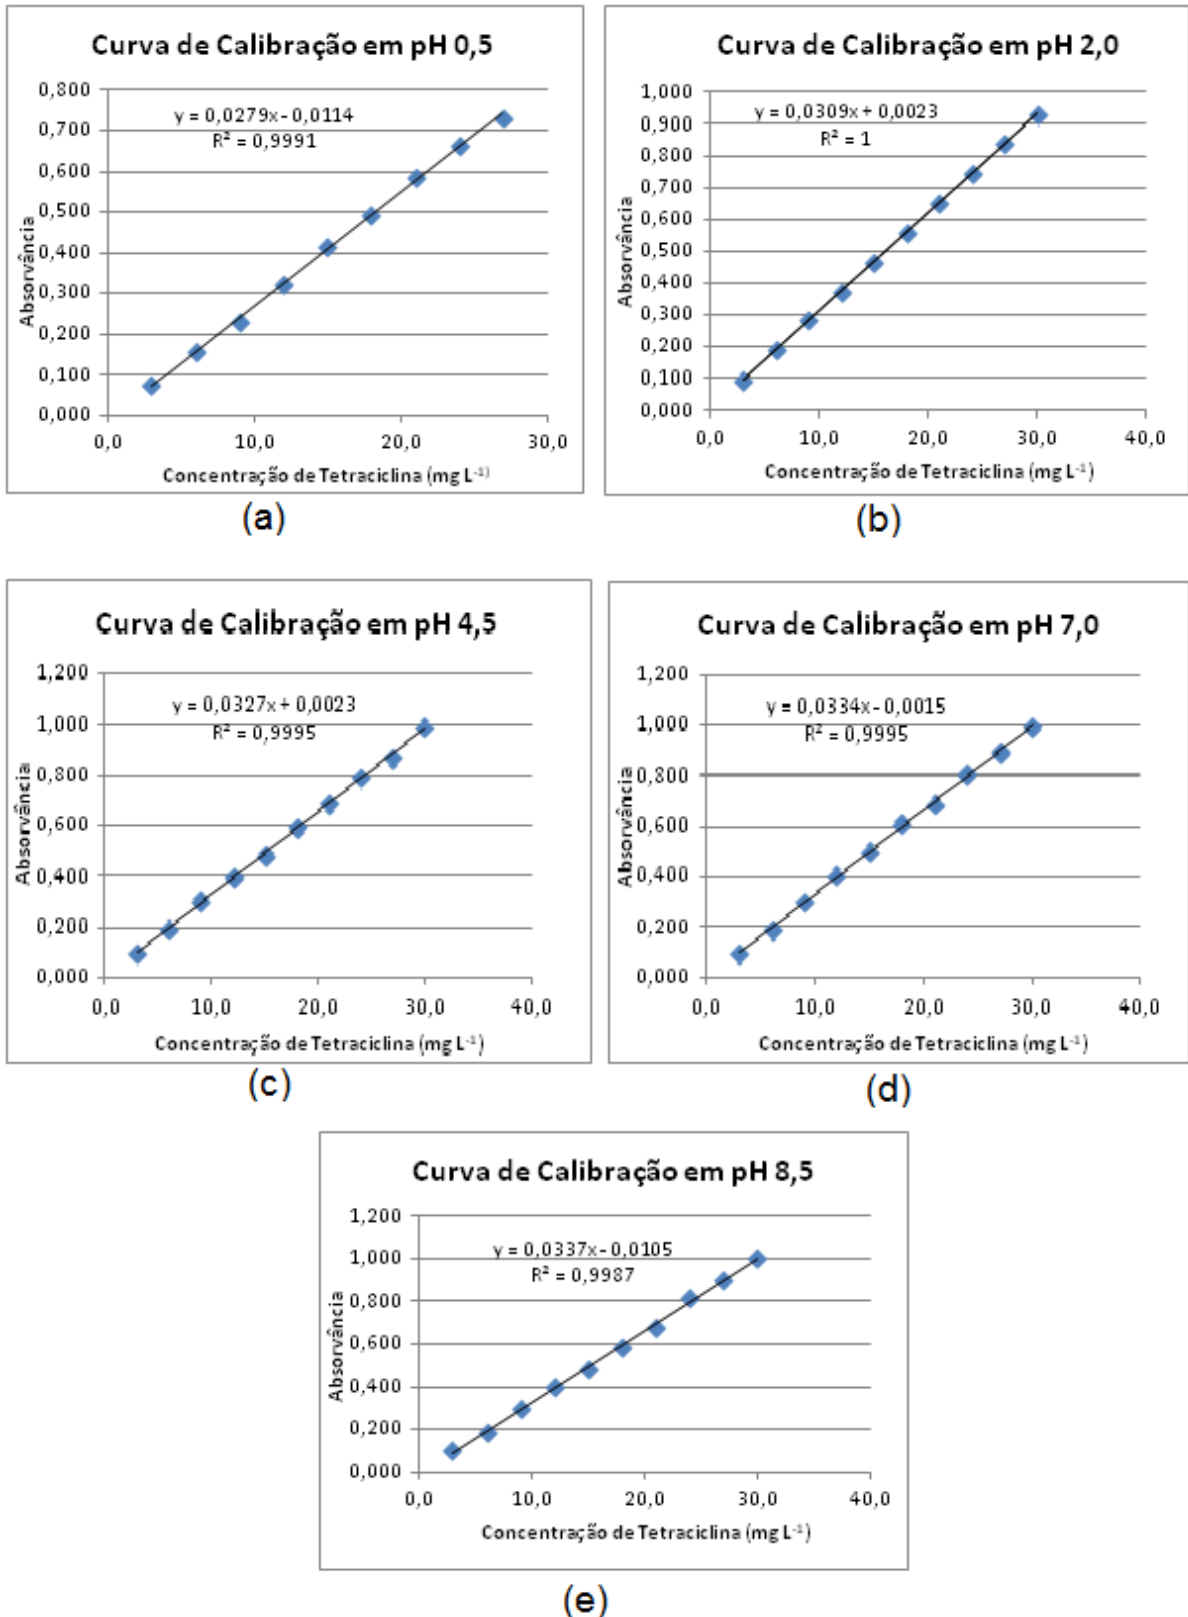 Curva de Calibração em pH 0,5
y = 0,0279x - 0,0114
R² = 0,9991
0,800
0,700
0,600
0,500
0,400
0,300
0,200
0,100
0,000
Absorvância
0,0 10,0 20,0 30,0
Concentração de Tetraciclina (mg L⁻¹)
(a)
Curva de Calibração em pH 2,0
y = 0,0309x + 0,0023
R² = 1
1,000
0,900
0,800
0,700
0,600
0,500
0,400
0,300
0,200
0,100
0,000
Absorvância
0,0 10,0 20,0 30,0 40,0
Concentração de Tetraciclina (mg L⁻¹)
(b)
Curva de Calibração em pH 4,5
y = 0,0327x + 0,0023
R² = 0,9995
1,200
1,000
0,800
0,600
0,400
0,200
0,000
Absorvância
0,0 10,0 20,0 30,0 40,0
Concentração de Tetraciclina (mg L⁻¹)
(c)
Curva de Calibração em pH 7,0
y = 0,0334x - 0,0015
R² = 0,9995
1,200
1,000
0,800
0,600
0,400
0,200
0,000
Absorvância
0,0 10,0 20,0 30,0 40,0
Concentração de Tetraciclina (mg L⁻¹)
(d)
Curva de Calibração em pH 8,5
y = 0,0337x - 0,0105
R² = 0,9987
1,200
1,000
0,800
0,600
0,400
0,200
0,000
Absorvância
0,0 10,0 20,0 30,0 40,0
Concentração de Tetraciclina (mg L⁻¹)
(e)